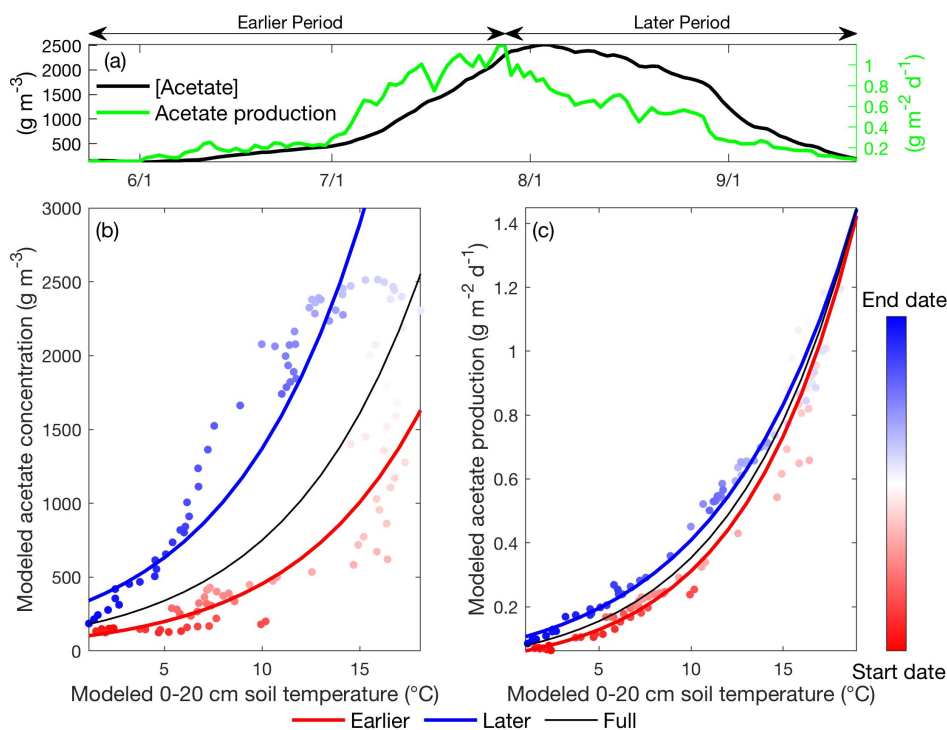 Earlier Period Later Period
(a)
2500
2000
1500
1000
500
(g m⁻³)
[Acetate]
Acetate production
1
0.8
0.6
0.4
0.2
(g m⁻² d⁻¹)
6/1 7/1 8/1 9/1
(b)
3000
2500
2000
1500
1000
500
0
Modeled acetate concentration (g m⁻³)
5 10 15
Modeled 0-20 cm soil temperature (°C)
(c)
1.4
1.2
1
0.8
0.6
0.4
0.2
Modeled acetate production (g m⁻² d⁻¹)
5 10 15
Modeled 0-20 cm soil temperature (°C)
End date
Start date
Earlier Later Full